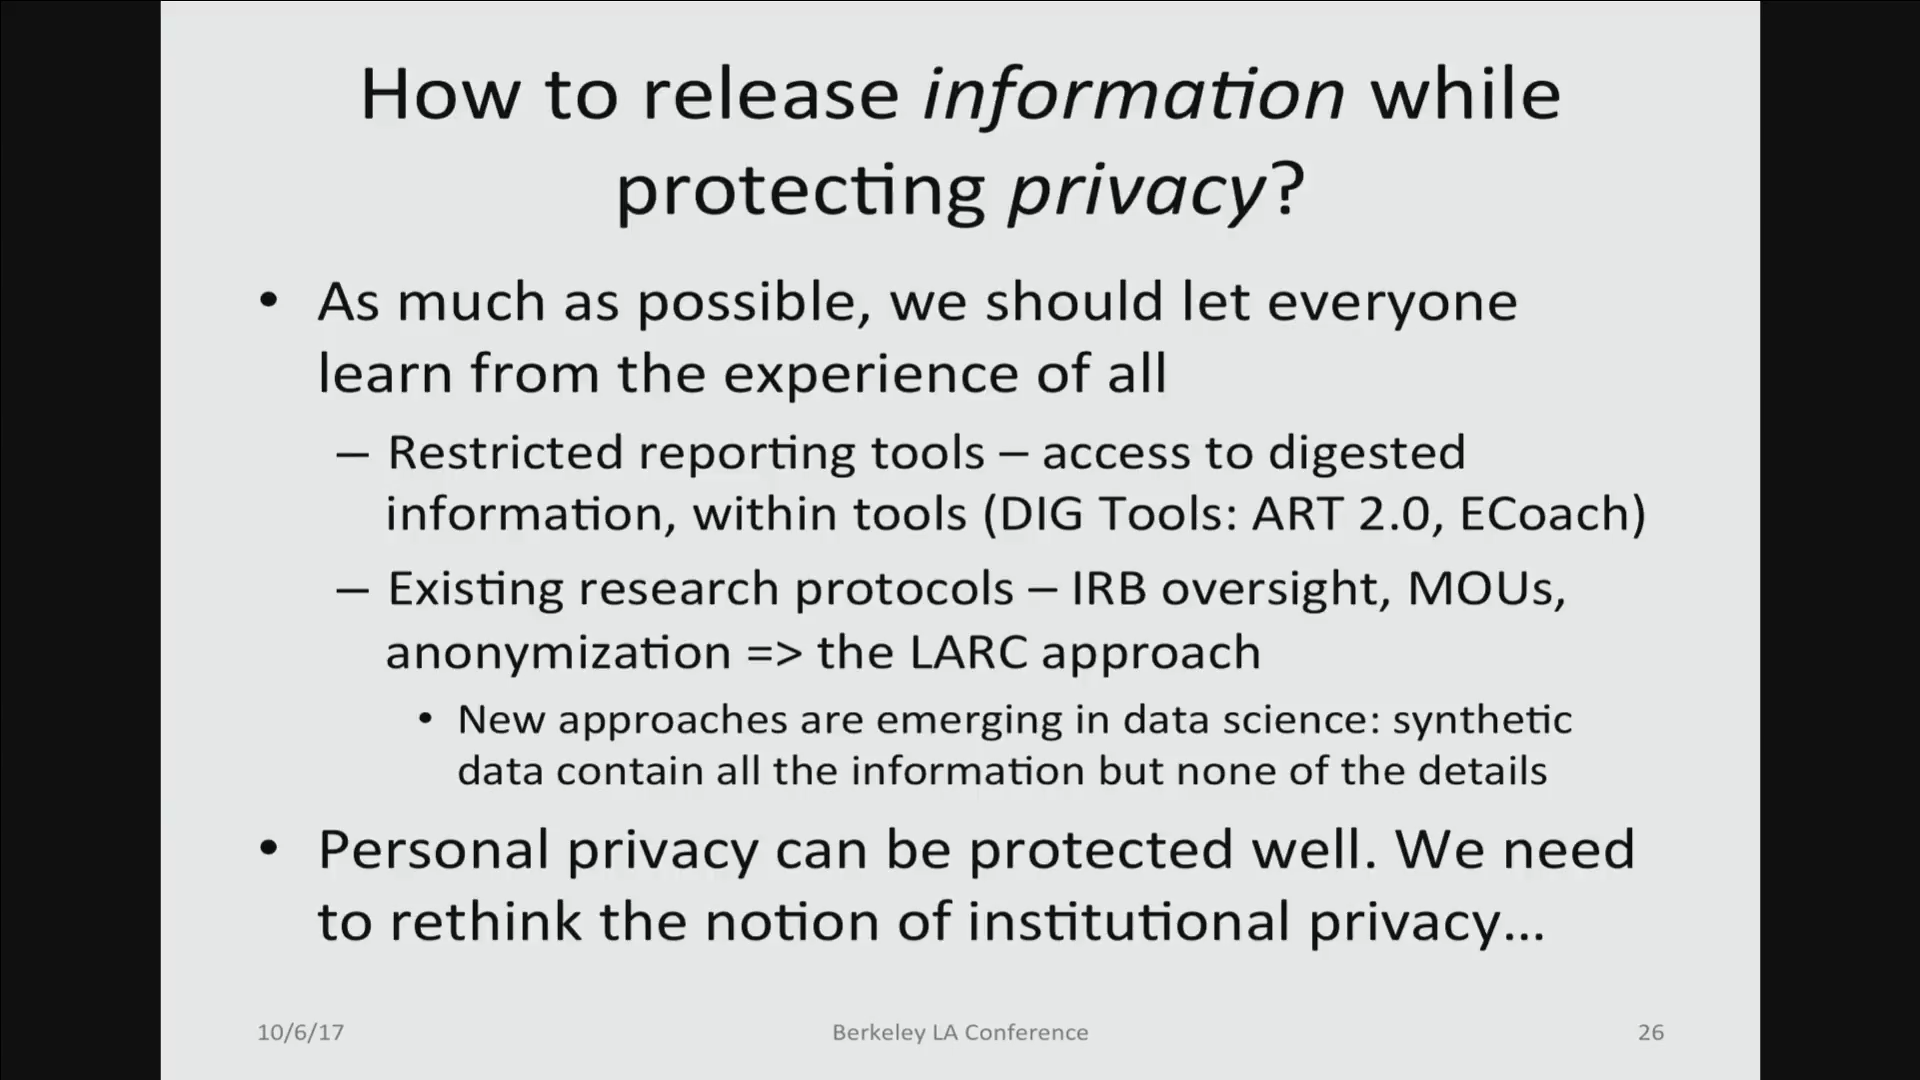 How to release information while
protecting privacy?
• As much as possible, we should let everyone
learn from the experience of all
– Restricted reporting tools – access to digested
information, within tools (DIG Tools: ART 2.0, ECoach)
– Existing research protocols – IRB oversight, MOUs,
anonymization => the LARC approach
• New approaches are emerging in data science: synthetic
data contain all the information but none of the details
• Personal privacy can be protected well. We need
to rethink the notion of institutional privacy...
10/6/17 Berkeley LA Conference 26